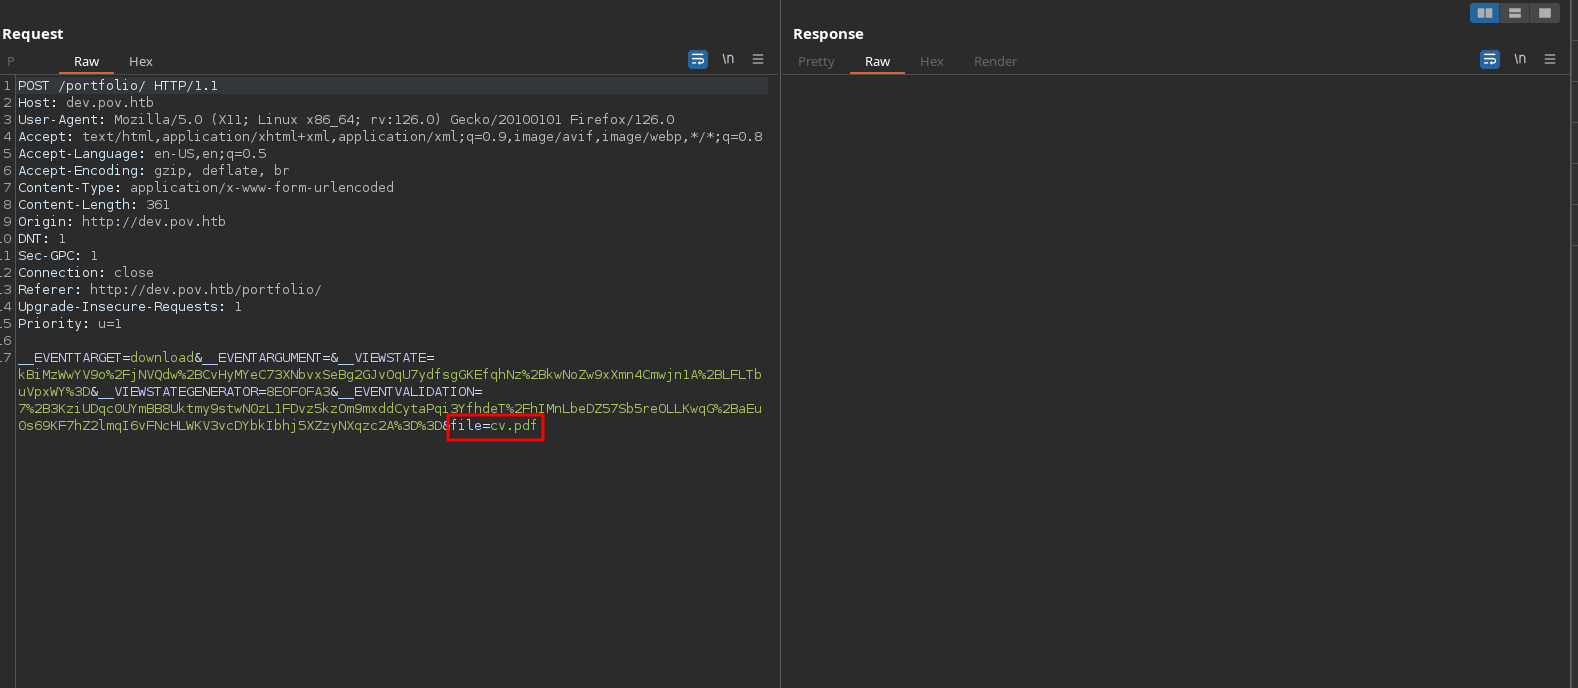 Request
Response
P Raw Hex \n
Pretty Raw Hex Render \n
1 POST /portfolio/ HTTP/1.1
2 Host: dev.pov.htb
3 User-Agent: Mozilla/5.0 (X11; Linux x86_64; rv:126.0) Gecko/20100101 Firefox/126.0
4 Accept: text/html,application/xhtml+xml,application/xml;q=0.9,image/avif,image/webp,*/*;q=0.8
5 Accept-Language: en-US,en;q=0.5
6 Accept-Encoding: gzip, deflate, br
7 Content-Type: application/x-www-form-urlencoded
8 Content-Length: 361
9 Origin: http://dev.pov.htb
10 DNT: 1
11 Sec-GPC: 1
12 Connection: close
13 Referer: http://dev.pov.htb/portfolio/
14 Upgrade-Insecure-Requests: 1
15 Priority: u=1
16
17 __EVENTTARGET=download&__EVENTARGUMENT=&__VIEWSTATE=
kBiMzWwYV9o%2FjNVQdw%2BCvHyMYeC73XNbvxSeBg2GJvOqU7ydfsgGKEfqhNz%2BkwNoZw9xXmn4Cmwjn1A%2BLFLTb
uVpxWY%3D&__VIEWSTATEGENERATOR=8E0F0FA3&__EVENTVALIDATION=
7%2B3KziUDqc0UYmBB8Uktmy9stwN0zL1FDvz5kzOm9mxddCytaPqi3YfhdeT%2FhIMnLbeDZ57Sb5reOLLKwqG%2BaEu
0s69KF7hZ2lmqI6vFNcHLWKV3vcDYbkIbhj5XZzyNXqzc2A%3D%3D&file=cv.pdf